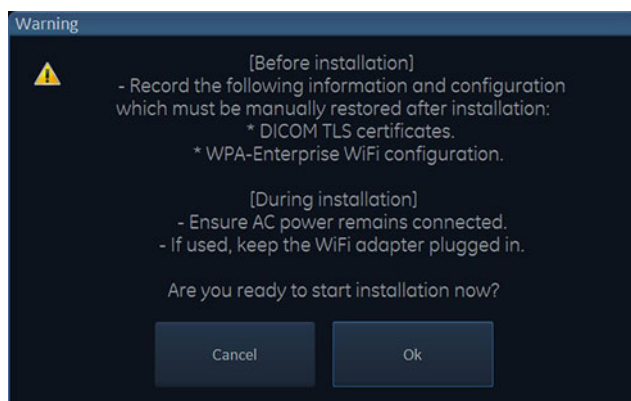 Warning
[Before installation]
- Record the following information and configuration
which must be manually restored after installation:
* DICOM TLS certificates.
* WPA-Enterprise WiFi configuration.
[During installation]
- Ensure AC power remains connected.
- If used, keep the WiFi adapter plugged in.
Are you ready to start installation now?
Cancel
Ok